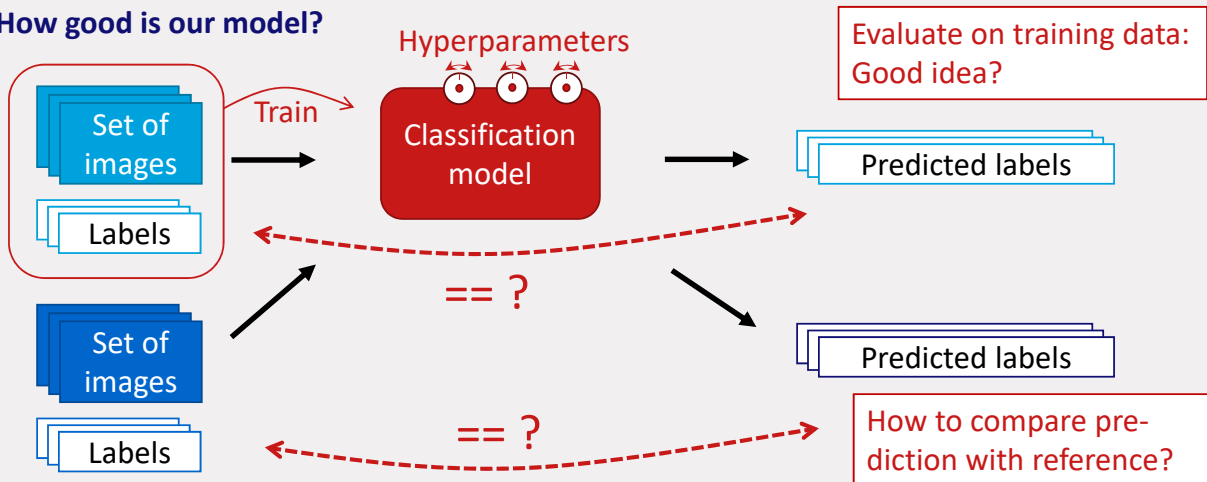 How good is our model?
Hyperparameters
Evaluate on training data:
Good idea?
Set of
images
Train
Classification
model
Predicted labels
Labels
== ?
Set of
images
Predicted labels
Labels
== ?
How to compare pre-
diction with reference?